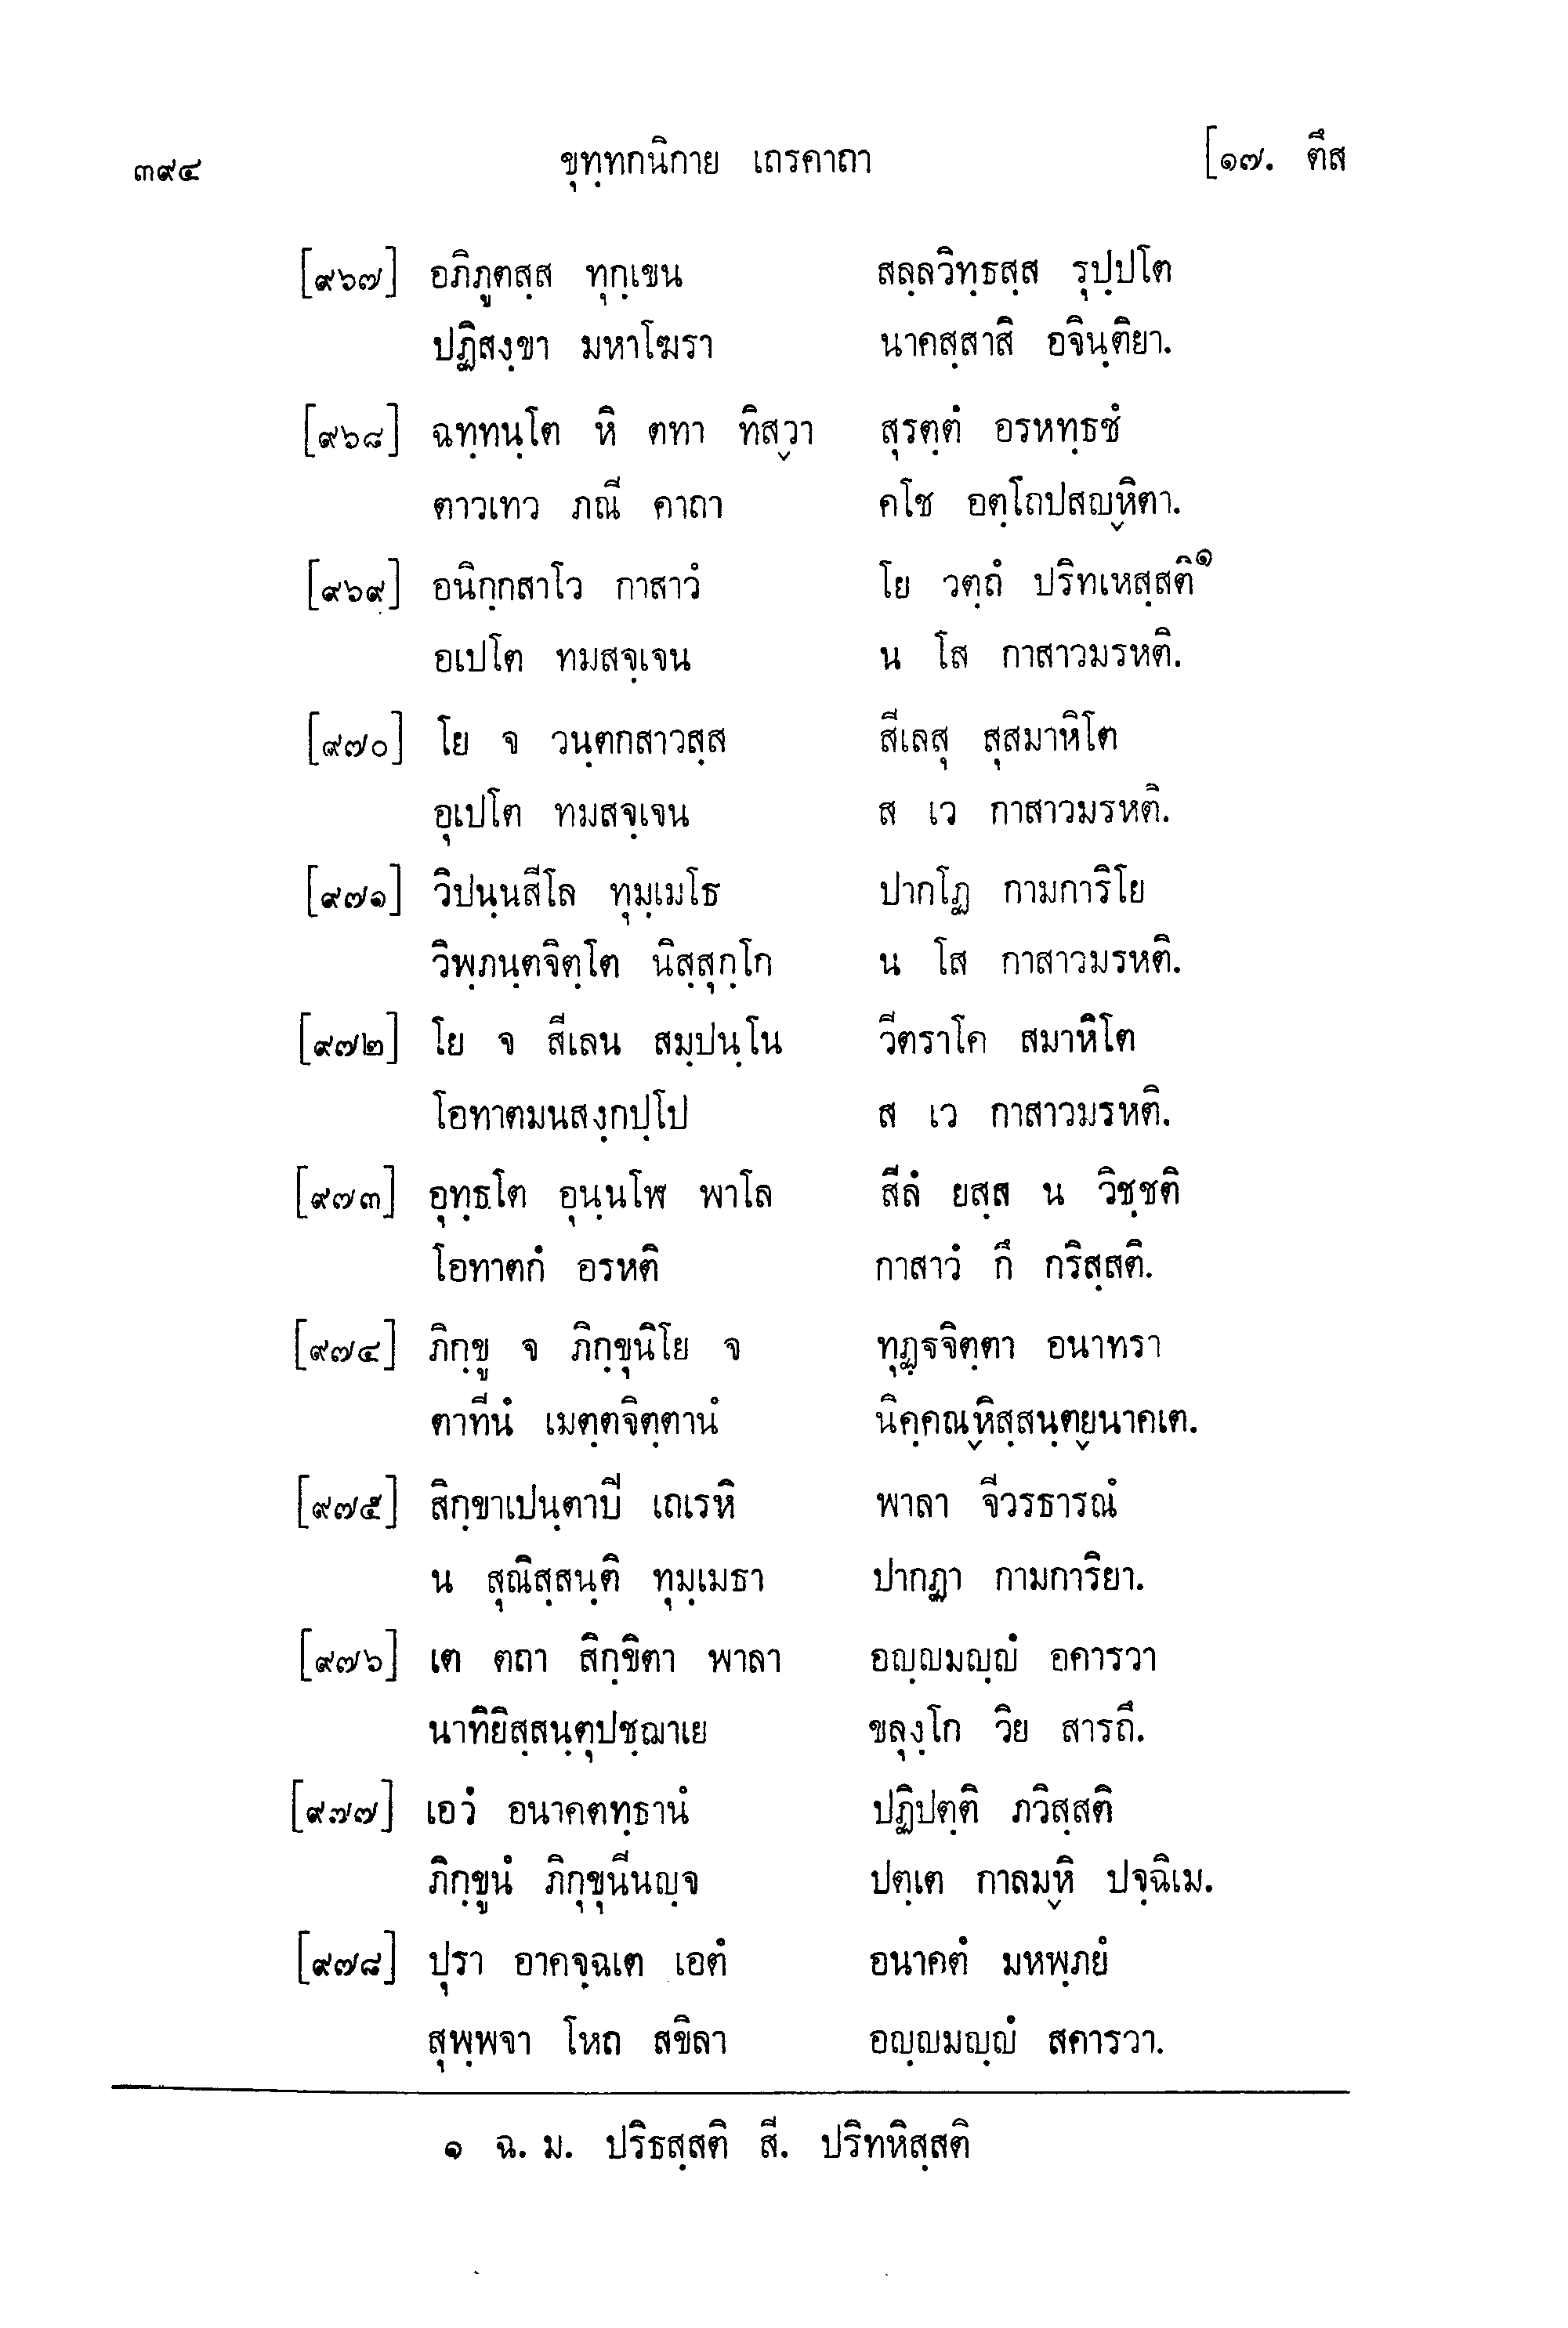 ๓๙๔ ขุทฺทกนิกาย เถรคาถา [๑๗. ตึส
[๙๖๗] อภิภูตสฺส ทุกฺเขน สลฺลวิทฺธสฺส รุปฺปโต
ปฏิสงฺขา มหาโฆรา นาคสฺสาสิ อจินฺติยา.
[๙๖๘] ฉทฺทนฺโต หิ ตทา ทิสฺวา สุรตฺตํ อรหทฺธชํ
ตาวเทว ภณี คาถา คโช อตฺโถปสญฺหิตา.
[๙๖๙] อนิกฺกสาโว กาสาวํ โย วตฺถํ ปริทเหสฺสติ๑
อเปโต ทมสจฺเจน น โส กาสาวมรหติ.
[๙๗๐] โย จ วนฺตกสาวสฺส สีเลสุ สุสมาหิโต
อุเปโต ทมสจฺเจน ส เว กาสาวมรหติ.
[๙๗๑] วิปนฺนสีโล ทุมฺเมโธ ปากโฏ กามการิโย
วิพฺภนฺตจิตฺโต นิสฺสุกฺโก น โส กาสาวมรหติ.
[๙๗๒] โย จ สีเลน สมฺปนฺโน วีตราโค สมาหิโต
โอทาตมนสงฺกปฺโป ส เว กาสาวมรหติ.
[๙๗๓] อุทฺธโต อุนฺนโฬ พาโล สีลํ ยสฺส น วิชฺชติ
โอทาตกํ อรหติ กาสาวํ กึ กริสฺสติ.
[๙๗๔] ภิกฺขู จ ภิกฺขุนิโย จ ทุฏฺฐจิตฺตา อนาทรา
ตาทีนํ เมตฺตจิตฺตานํ นิคฺคณฺหิสฺสนฺตฺยนาคเต.
[๙๗๕] สิกฺขาเปนฺตาปี เถเรหิ พาลา จีวรธารณํ
น สุณิสฺสนฺติ ทุมฺเมธา ปากฏา กามการิยา.
[๙๗๖] เต ตถา สิกฺขิตา พาลา อญฺญมญฺญํ อคารวา
นาทิยิสฺสนฺตุปชฺฌาเย ขลุงฺโก วิย สารถึ.
[๙๗๗] เอวํ อนาคตทฺธานํ ปฏิปตฺติ ภวิสฺสติ
ภิกฺขูนํ ภิกฺขุนีนญฺจ ปตฺเต กาลมฺหิ ปจฺฉิเม.
[๙๗๘] ปุรา อาคจฺฉเต เอตํ อนาคตํ มหพฺภยํ
สุพฺพจา โหถ สขิลา อญฺญมญฺญํ สคารวา.
๑ ฉ. ม. ปริธสฺสติ สี. ปริทหิสฺสติ